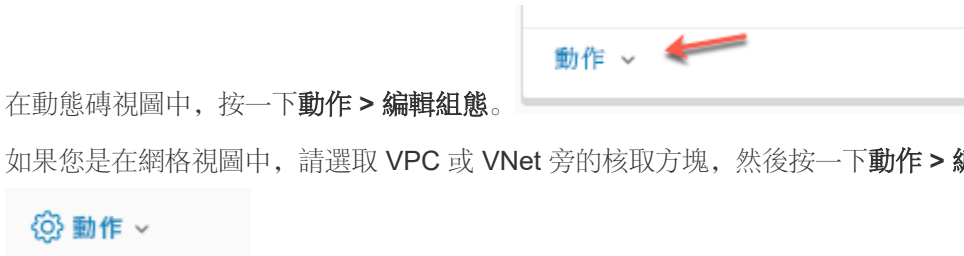 動作
在動態磚視圖中，按一下動作 > 編輯組態。
如果您是在網格視圖中，請選取 VPC 或 VNet 旁的核取方塊，然後按一下動作 >
動作